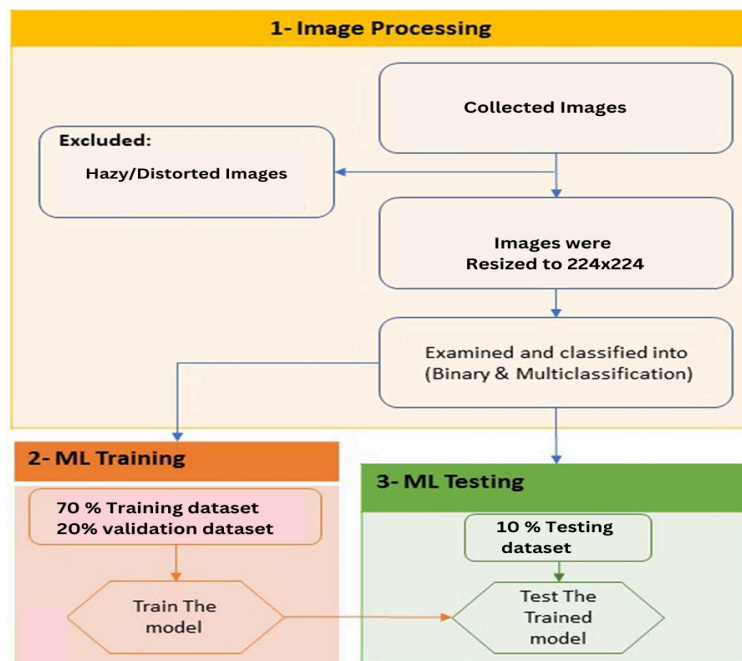 1- Image Processing
Collected Images
Excluded:
Hazy/Distorted Images
Images were
Resized to 224x224
Examined and classified into
(Binary & Multiclassification)
2- ML Training
70 % Training dataset
20% validation dataset
Train The
model
3- ML Testing
10 % Testing
dataset
Test The
Trained
model